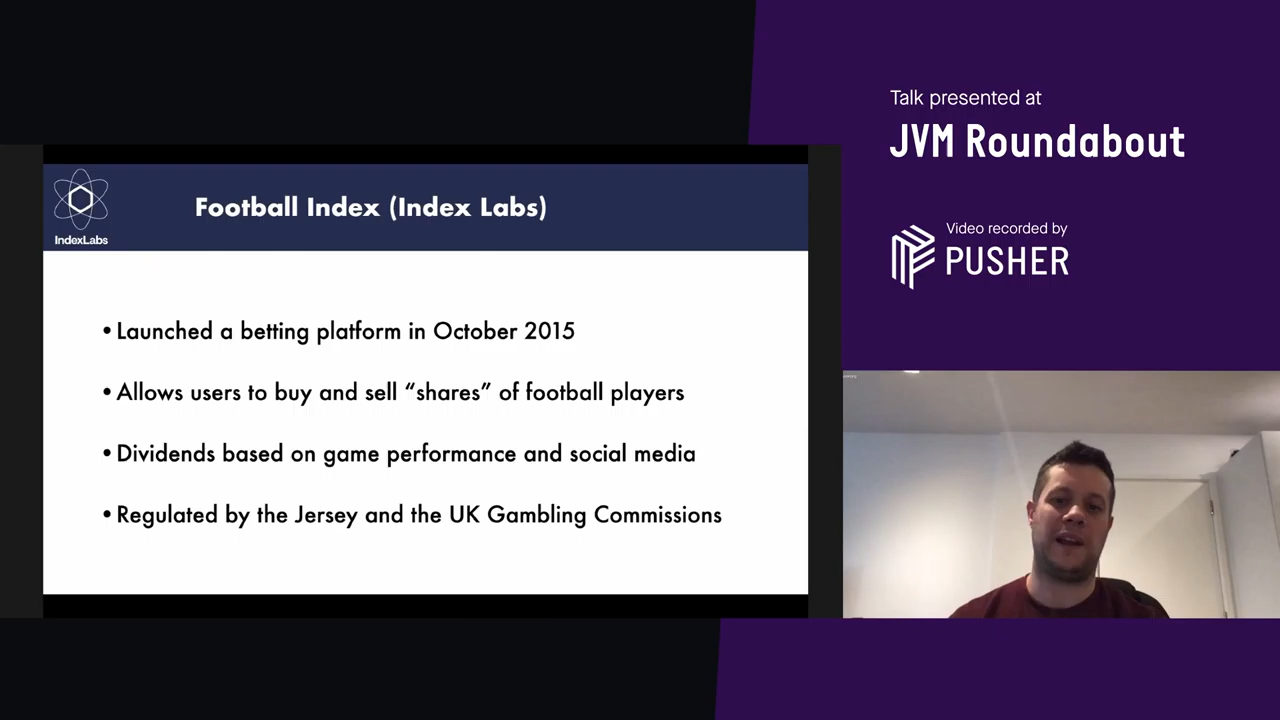 Talk presented at
JVM Roundabout
Video recorded by
PUSHER
IndexLabs
Football Index (Index Labs)
•Launched a betting platform in October 2015
•Allows users to buy and sell “shares” of football players
•Dividends based on game performance and social media
•Regulated by the Jersey and the UK Gambling Commissions